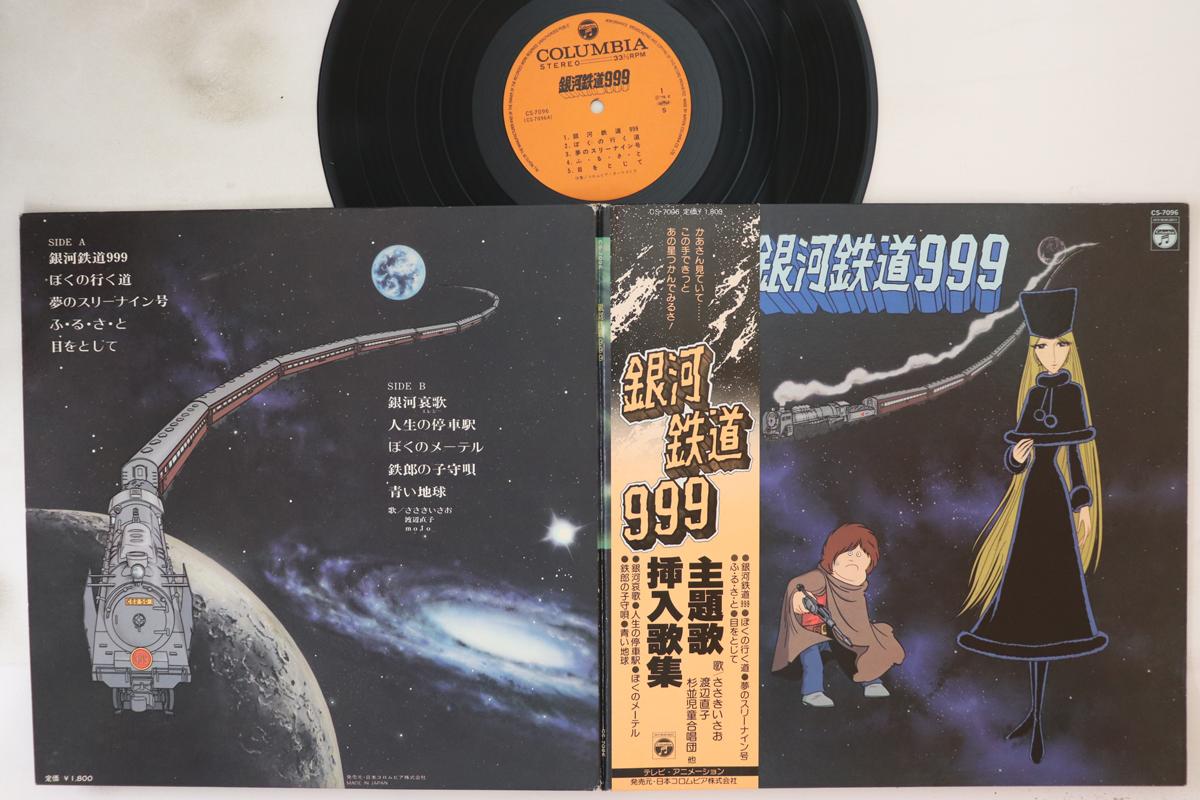 COLUMBIA
STEREO 33⅓RPM
銀河鉄道999
CS-7096
(CS-7096A)
1
S
1. 銀河鉄道999
2. ぼくの行く道
3. 夢のスリーナイン号
4. ふ・る・さ・と
5. 目をとじて
SIDE A
銀河鉄道999
ぼくの行く道
夢のスリーナイン号
ふ・る・さ・と
目をとじて
SIDE B
銀河哀歌
人生の停車駅
ぼくのメーテル
鉄郎の子守唄
青い地球
歌/ささきいさお
渡辺直子
moJo
C62 50
定価 ¥1,800
発売元・日本コロムビア株式会社
MADE IN JAPAN
CS-7096 定価¥1,800
かあさん見ていて……
この手できっと
あの星つかんでみるさ!
銀河
鉄道
999
主題歌
挿入歌集
●銀河鉄道999●ぼくの行く道●夢のスリーナイン号
●ふ・る・さ・と●目をとじて
●銀河哀歌●人生の停車駅●ぼくのメーテル
●鉄郎の子守唄●青い地球
歌/ささきいさお
渡辺直子
杉並児童合唱団 他
テレビ・アニメーション
発売元・日本コロムビア株式会社
銀河鉄道999
CS-7096
Columbia